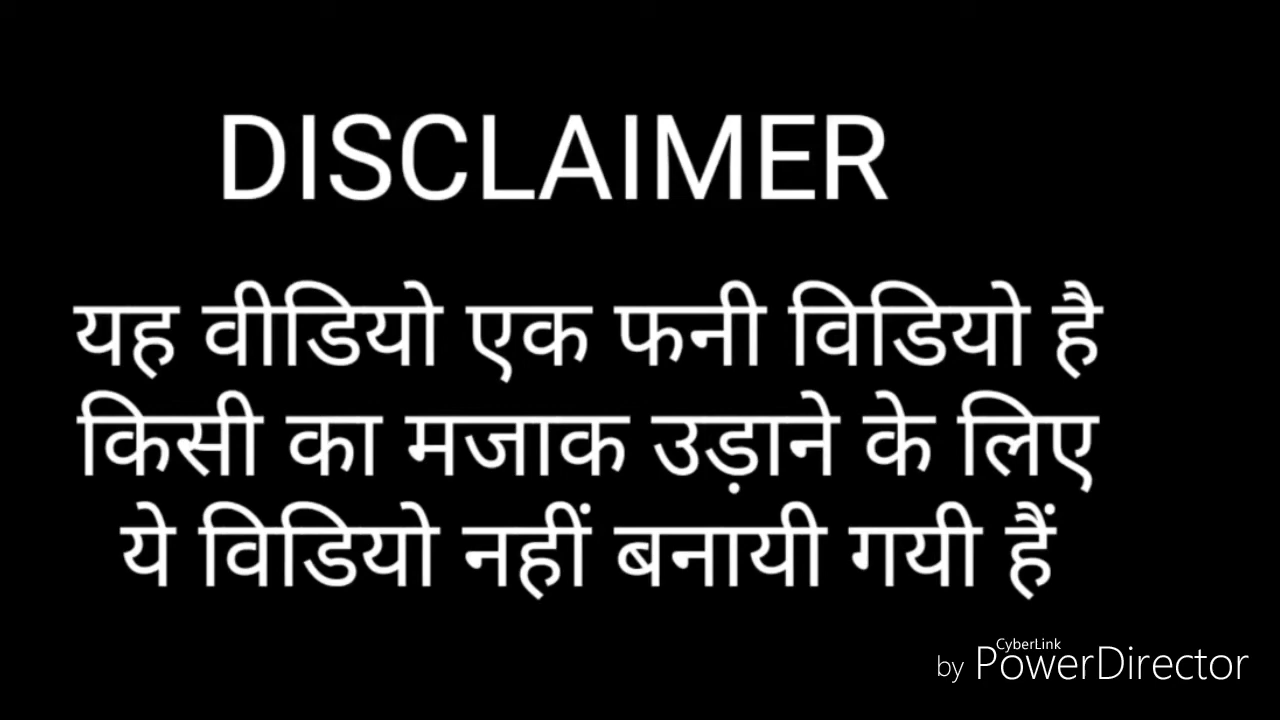 DISCLAIMER
यह वीडियो एक फनी विडियो है
किसी का मजाक उड़ाने के लिए
ये विडियो नहीं बनायी गयी हैं
CyberLink
by PowerDirector